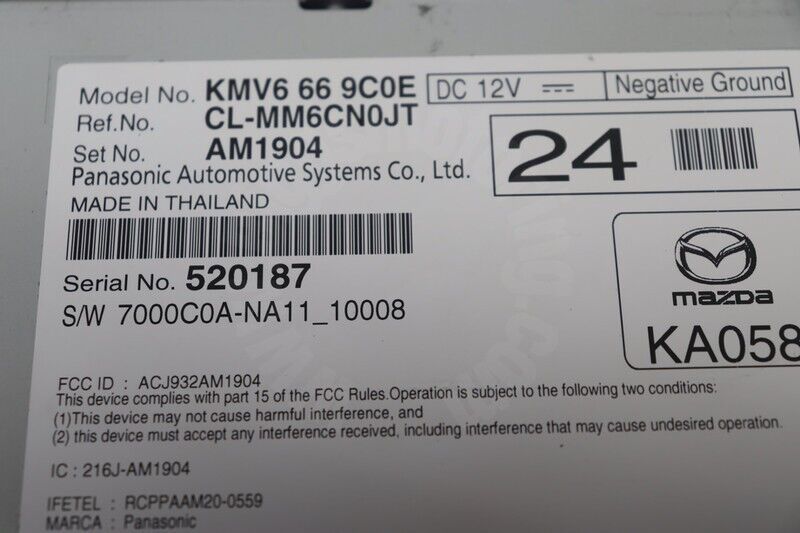 Model No. KMV6 66 9C0E DC 12V Negative Ground
Ref.No. CL-MM6CN0JT
Set No. AM1904
24
Panasonic Automotive Systems Co., Ltd.
MADE IN THAILAND
Serial No. 520187
S/W 7000C0A-NA11_10008
mazda
KA058
FCC ID : ACJ932AM1904
This device complies with part 15 of the FCC Rules.Operation is subject to the following two conditions:
(1)This device may not cause harmful interference, and
(2) this device must accept any interference received, including interference that may cause undesired operation.
IC : 216J-AM1904
IFETEL : RCPPAAM20-0559
MARCA : Panasonic